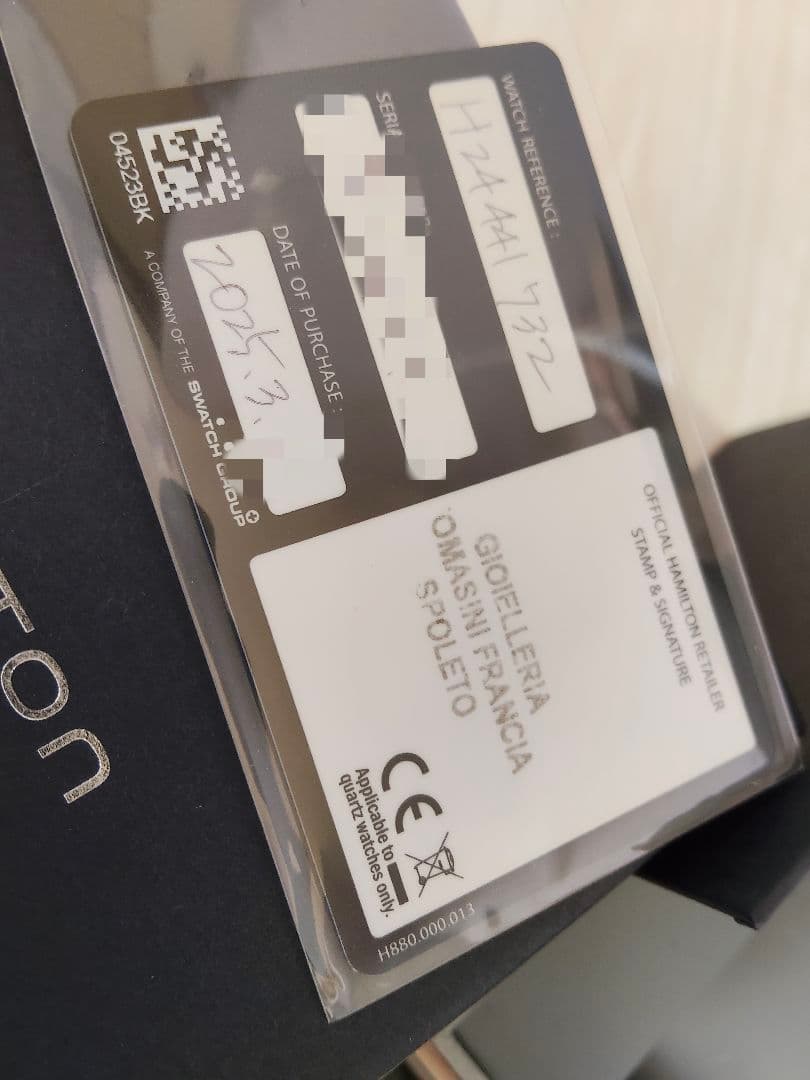 WATCH REFERENCE :
H24441732
DATE OF PURCHASE :
2025.3.
04523BK
A COMPANY OF THE SWATCH GROUP
OFFICIAL HAMILTON RETAILER
STAMP & SIGNATURE
GIOIELLERIA
OMASINI FRANCIA
SPOLETO
CE
Applicable to
quartz watches only.
H880.000.013
TON